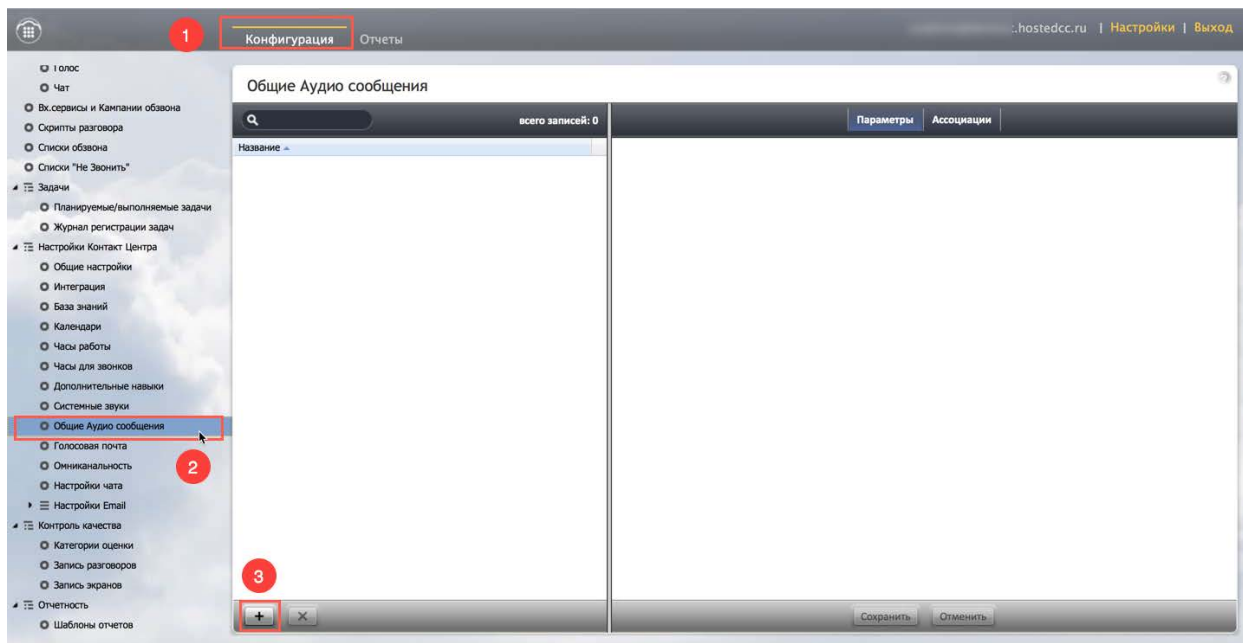 1
Конфигурация
Отчеты
.hostedcc.ru | Настройки | Выход
Голос
Чат
Вх.сервисы и Кампании обзвона
Скрипты разговора
Списки обзвона
Списки "Не Звонить"
Задачи
Планируемые/выполняемые задачи
Журнал регистрации задач
Настройки Контакт Центра
Общие настройки
Интеграция
База знаний
Календари
Часы работы
Часы для звонков
Дополнительные навыки
Системные звуки
Общие Аудио сообщения
Голосовая почта
2
Омниканальность
Настройки чата
Настройки Email
Контроль качества
Категории оценки
Запись разговоров
Запись экранов
Отчетность
Шаблоны отчетов
Общие Аудио сообщения
всего записей: 0
Название
3
Параметры
Ассоциации
Сохранить
Отменить